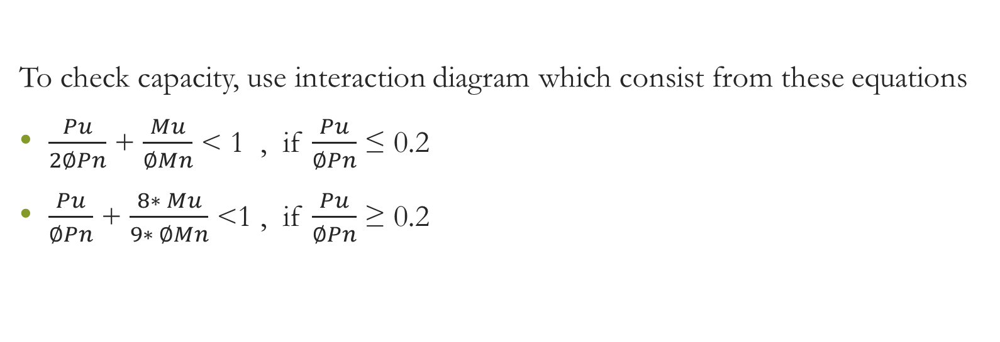 To check capacity, use interaction diagram which consist from these equations
• Pu/2∅Pn + Mu/∅Mn < 1 , if Pu/∅Pn ≤ 0.2
• Pu/∅Pn + 8* Mu/9* ∅Mn <1 , if Pu/∅Pn ≥ 0.2